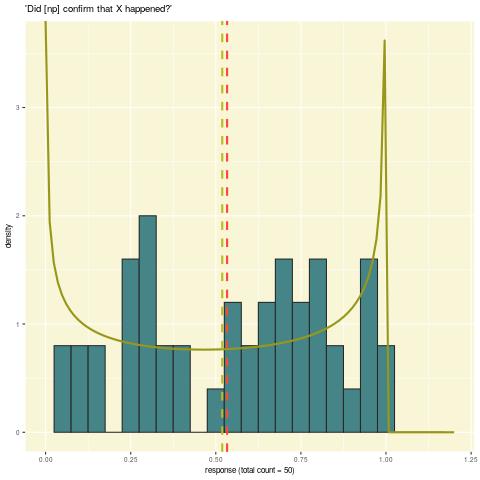 'Did [np] confirm that X happened?'
density
3
2
1
0
0.00 0.25 0.50 0.75 1.00 1.25
response (total count = 50)